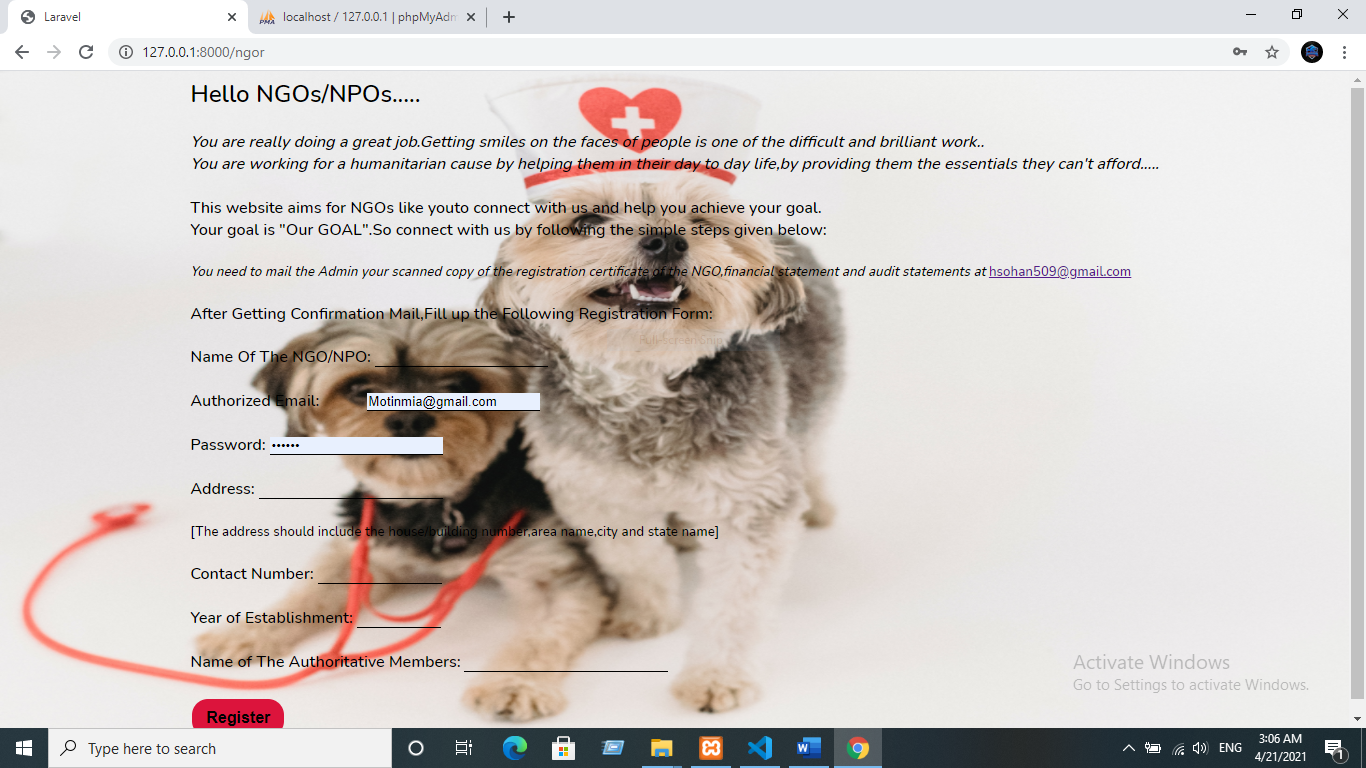 Laravel
localhost / 127.0.0.1 | phpMyAdm
127.0.0.1:8000/ngor
Hello NGOs/NPOs.....
You are really doing a great job.Getting smiles on the faces of people is one of the difficult and brilliant work..
You are working for a humanitarian cause by helping them in their day to day life,by providing them the essentials they can't afford.....
This website aims for NGOs like youto connect with us and help you achieve your goal.
Your goal is "Our GOAL".So connect with us by following the simple steps given below:
You need to mail the Admin your scanned copy of the registration certificate of the NGO,financial statement and audit statements at hsohan509@gmail.com
After Getting Confirmation Mail,Fill up the Following Registration Form:
Full-screen Snip
Name Of The NGO/NPO:
Authorized Email: Motinmia@gmail.com
Password: ••••••
Address:
[The address should include the house/building number,area name,city and state name]
Contact Number:
Year of Establishment:
Name of The Authoritative Members:
Activate Windows
Go to Settings to activate Windows.
Register
Type here to search
ENG
3:06 AM
4/21/2021
1